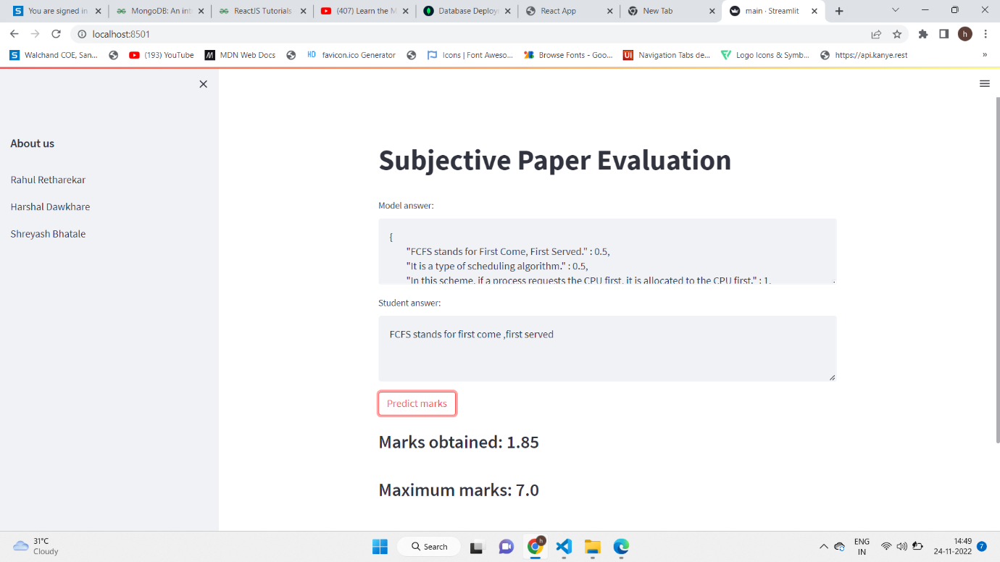 You are signed in
MongoDB: An int
ReactJS Tutorials
(407) Learn the M
Database Deploy
React App
New Tab
main · Streamlit
localhost:8501
h
Walchand COE, San...
(193) YouTube
MDN Web Docs
HD favicon.ico Generator
Icons | Font Aweso...
Browse Fonts - Goo...
UI Navigation Tabs de...
Logo Icons & Symb...
https://api.kanye.rest
»
About us
Rahul Retharekar
Harshal Dawkhare
Shreyash Bhatale
Subjective Paper Evaluation
Model answer:
{
"FCFS stands for First Come, First Served." : 0.5,
"It is a type of scheduling algorithm." : 0.5,
"In this scheme, if a process requests the CPU first, it is allocated to the CPU first." : 1,
Student answer:
FCFS stands for first come ,first served
Predict marks
Marks obtained: 1.85
Maximum marks: 7.0
31°C
Cloudy
Search
h
ENG
IN
14:49
24-11-2022
7